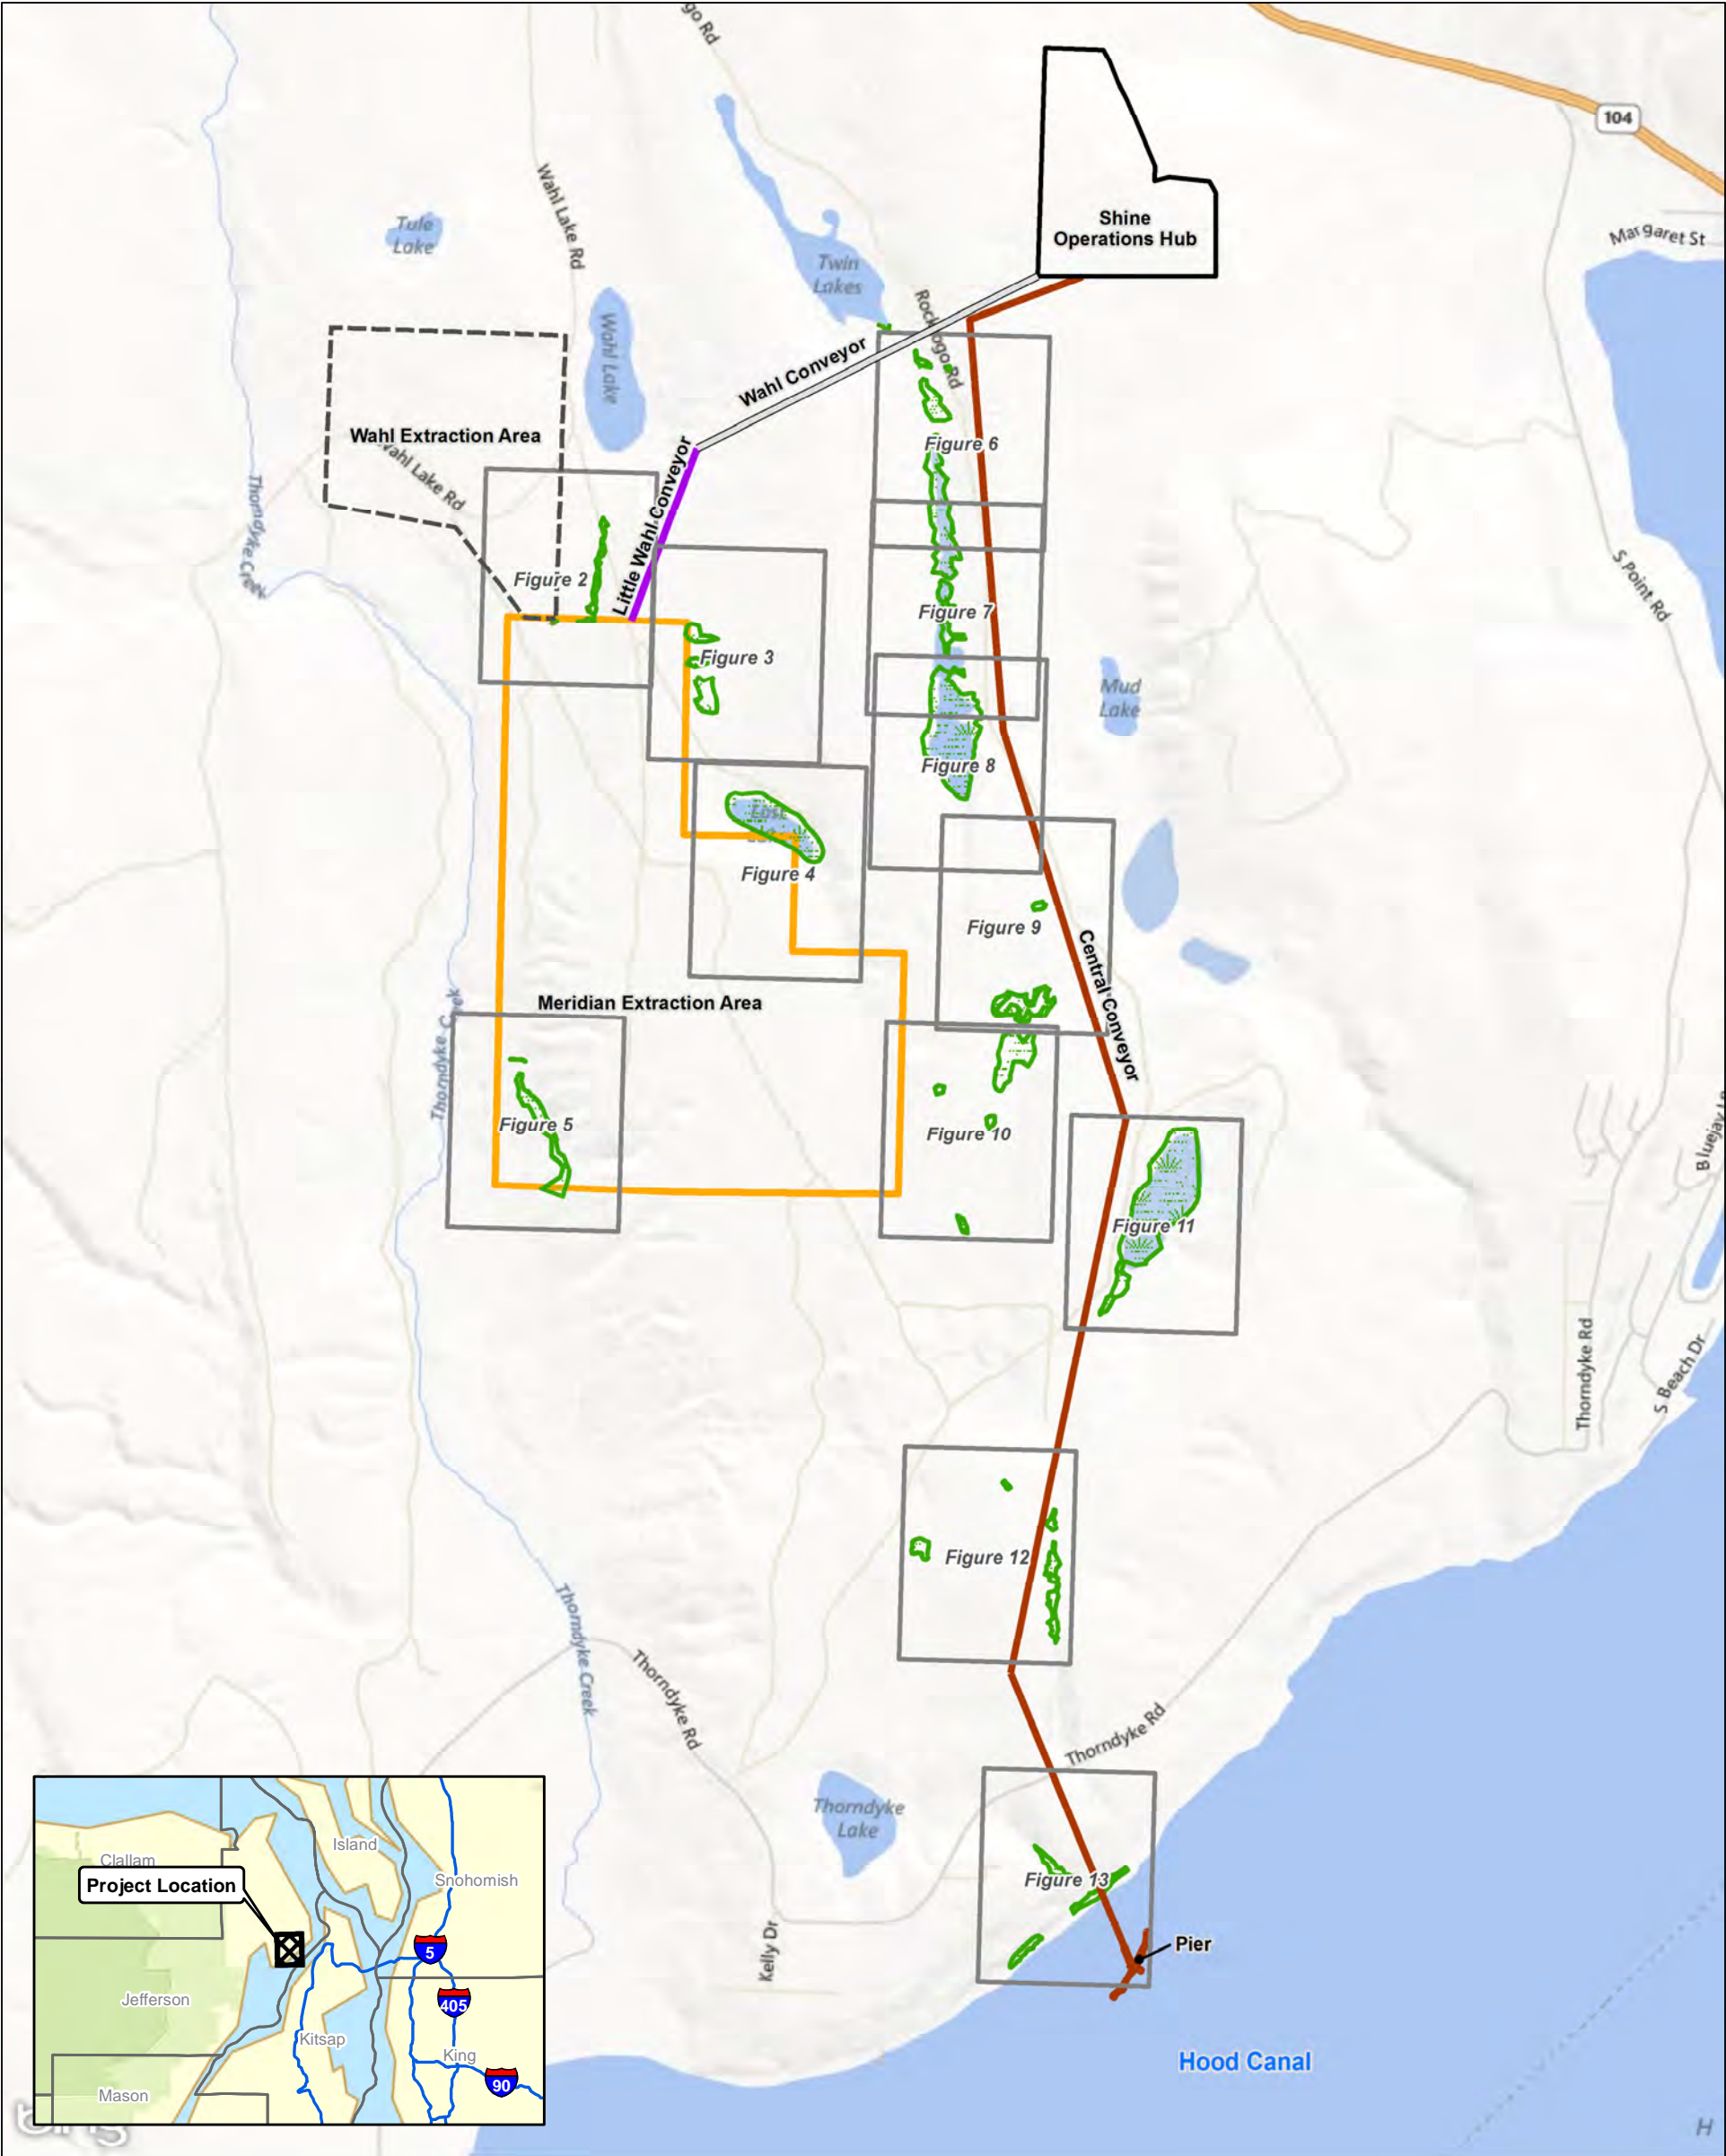 go Rd
104
Shine
Operations Hub
Margaret St
Wahl Lake Rd
Tule
Lake
Twin
Lakes
Wahl Lake
Wahl Conveyor
Wahl Extraction Area
Wahl Lake Rd
Figure 6
Little Wahl Conveyor
Thorndyke Creek
Figure 2
S Point Rd
Figure 7
Figure 3
Mud
Lake
Figure 8
Lost
Figure 4
Figure 9
Central Conveyor
Meridian Extraction Area
Thorndyke Creek
Figure 5
Figure 10
Figure 11
Thorndyke Rd
S Beach Dr
Figure 12
Thorndyke Creek
Thorndyke Rd
Thorndyke Rd
Thorndyke
Lake
Figure 13
Kelly Dr
Pier
Hood Canal
Island
Clallam
Snohomish
Project Location
5
Jefferson
405
Kitsap
King
90
Mason
bing
H